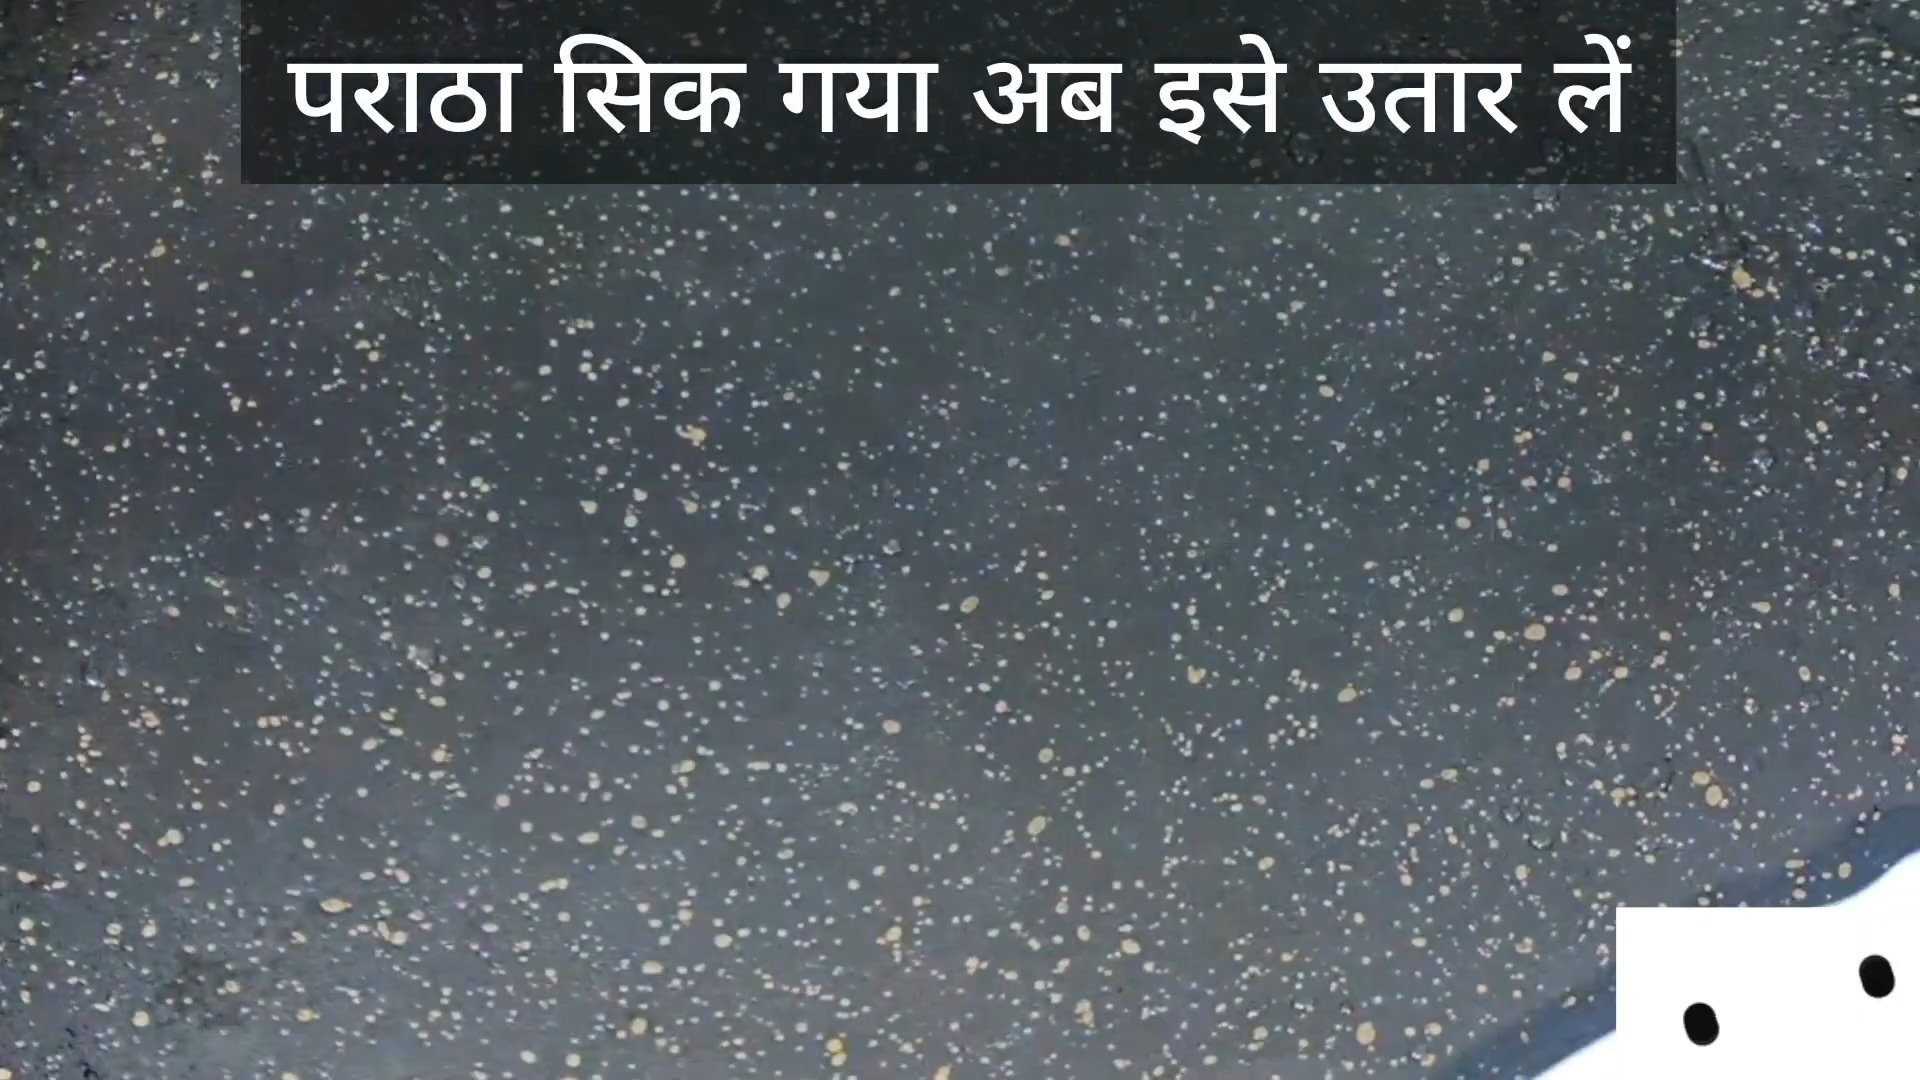 पराठा सिक गया अब इसे उतार लें